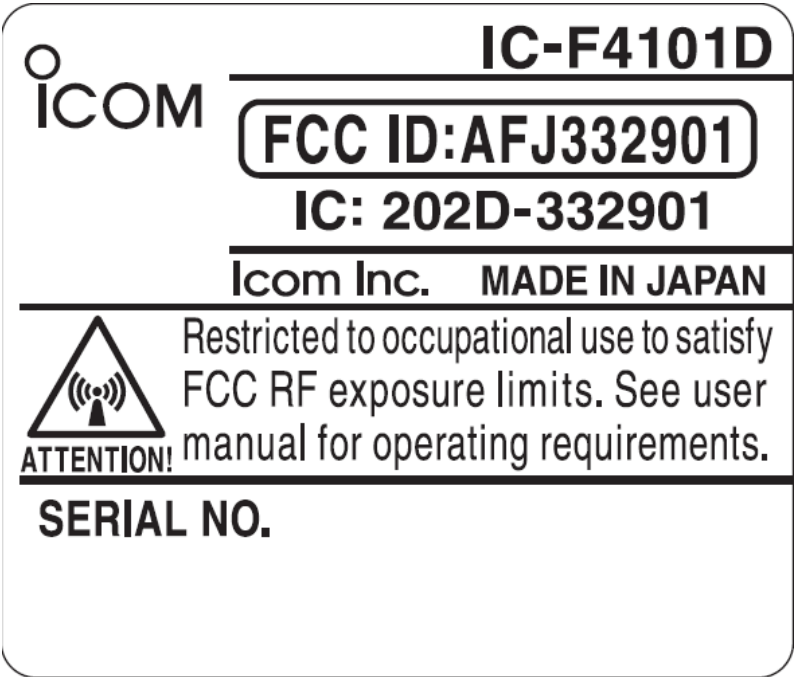 IC-F4101D
ICOM
FCC ID:AFJ332901
IC: 202D-332901
Icom Inc. MADE IN JAPAN
Restricted to occupational use to satisfy
FCC RF exposure limits. See user
manual for operating requirements.
ATTENTION!
SERIAL NO.